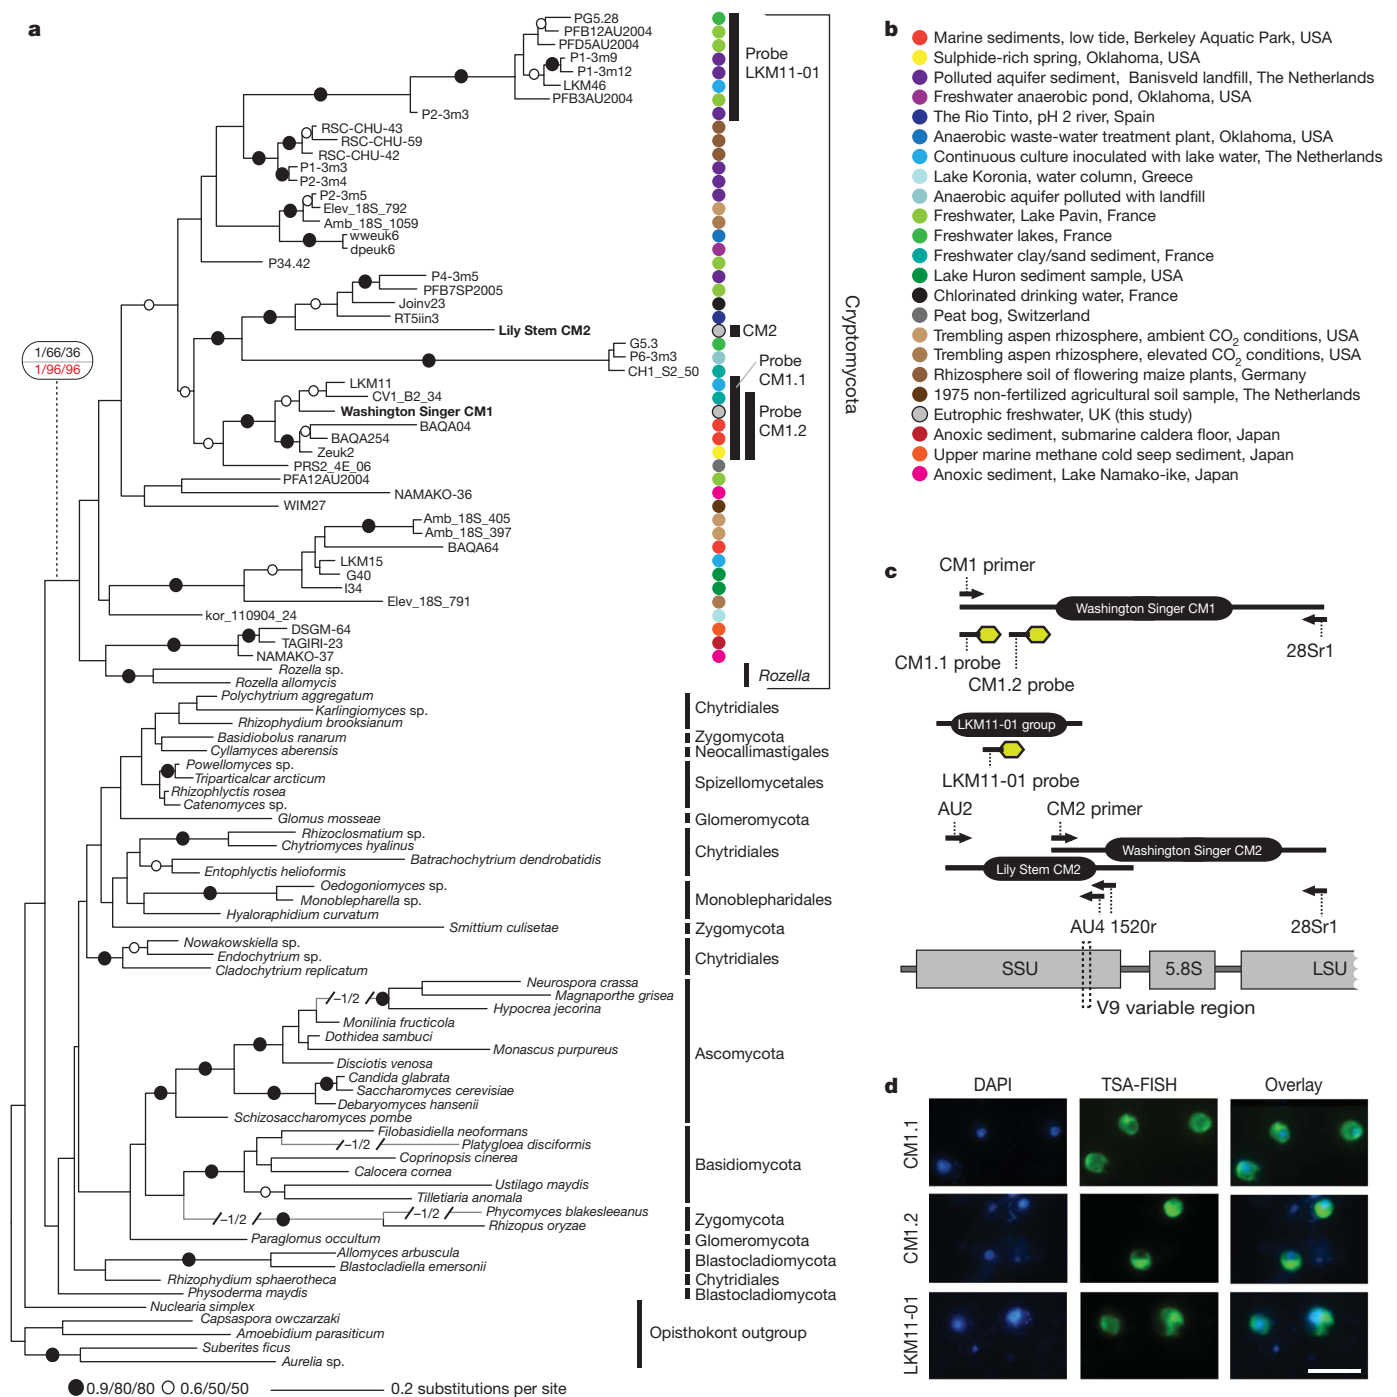 a
PG5.28
PFB12AU2004
PFD5AU2004
P1-3m9
P1-3m12
LKM46
PFB3AU2004
P2-3m3
RSC-CHU-43
RSC-CHU-59
RSC-CHU-42
P1-3m3
P2-3m4
P2-3m5
Elev_18S_792
Amb_18S_1059
wweuk6
dpeuk6
P34.42
P4-3m5
PFB7SP2005
Joinv23
RT5iin3
Lily Stem CM2
G5.3
P6-3m3
CH1_S2_50
LKM11
CV1_B2_34
Washington Singer CM1
BAQA04
BAQA254
Zeuk2
PRS2_4E_06
PFA12AU2004
NAMAKO-36
WIM27
Amb_18S_405
Amb_18S_397
BAQA64
LKM15
G40
I34
Elev_18S_791
kor_110904_24
DSGM-64
TAGIRI-23
NAMAKO-37
Rozella sp.
Rozella allomycis
Polychytrium aggregatum
Karlingiomyces sp.
Rhizophydium brooksianum
Basidiobolus ranarum
Cyllamyces aberensis
Powellomyces sp.
Triparticalcar arcticum
Rhizophlyctis rosea
Catenomyces sp.
Glomus mosseae
Rhizoclosmatium sp.
Chytriomyces hyalinus
Batrachochytrium dendrobatidis
Entophlyctis helioformis
Oedogoniomyces sp.
Monoblepharella sp.
Hyaloraphidium curvatum
Smittium culisetae
Nowakowskiella sp.
Endochytrium sp.
Cladochytrium replicatum
Neurospora crassa
–1/2
Magnaporthe grisea
Hypocrea jecorina
Monilinia fructicola
Dothidea sambuci
Monascus purpureus
Disciotis venosa
Candida glabrata
Saccharomyces cerevisiae
Debaryomyces hansenii
Schizosaccharomyces pombe
Filobasidiella neoformans
–1/2
Platygloea disciformis
Coprinopsis cinerea
Calocera cornea
Ustilago maydis
Tilletiaria anomala
–1/2
Phycomyces blakesleeanus
–1/2
Rhizopus oryzae
Paraglomus occultum
Allomyces arbuscula
Blastocladiella emersonii
Rhizophydium sphaerotheca
Physoderma maydis
Nuclearia simplex
Capsaspora owczarzaki
Amoebidium parasiticum
Suberites ficus
Aurelia sp.
1/66/36
1/96/96
0.9/80/80
0.6/50/50
0.2 substitutions per site
Probe
LKM11-01
CM2
Probe
CM1.1
Probe
CM1.2
Cryptomycota
Rozella
Chytridiales
Zygomycota
Neocallimastigales
Spizellomycetales
Glomeromycota
Chytridiales
Monoblepharidales
Zygomycota
Chytridiales
Ascomycota
Basidiomycota
Zygomycota
Glomeromycota
Blastocladiomycota
Chytridiales
Blastocladiomycota
Opisthokont outgroup
b
Marine sediments, low tide, Berkeley Aquatic Park, USA
Sulphide-rich spring, Oklahoma, USA
Polluted aquifer sediment, Banisveld landfill, The Netherlands
Freshwater anaerobic pond, Oklahoma, USA
The Rio Tinto, pH 2 river, Spain
Anaerobic waste-water treatment plant, Oklahoma, USA
Continuous culture inoculated with lake water, The Netherlands
Lake Koronia, water column, Greece
Anaerobic aquifer polluted with landfill
Freshwater, Lake Pavin, France
Freshwater lakes, France
Freshwater clay/sand sediment, France
Lake Huron sediment sample, USA
Chlorinated drinking water, France
Peat bog, Switzerland
Trembling aspen rhizosphere, ambient CO2 conditions, USA
Trembling aspen rhizosphere, elevated CO2 conditions, USA
Rhizosphere soil of flowering maize plants, Germany
1975 non-fertilized agricultural soil sample, The Netherlands
Eutrophic freshwater, UK (this study)
Anoxic sediment, submarine caldera floor, Japan
Upper marine methane cold seep sediment, Japan
Anoxic sediment, Lake Namako-ike, Japan
c
CM1 primer
Washington Singer CM1
CM1.1 probe
28Sr1
CM1.2 probe
LKM11-01 group
LKM11-01 probe
AU2
CM2 primer
Washington Singer CM2
Lily Stem CM2
AU4 1520r
28Sr1
SSU
5.8S
LSU
V9 variable region
d
DAPI
TSA-FISH
Overlay
CM1.1
CM1.2
LKM11-01